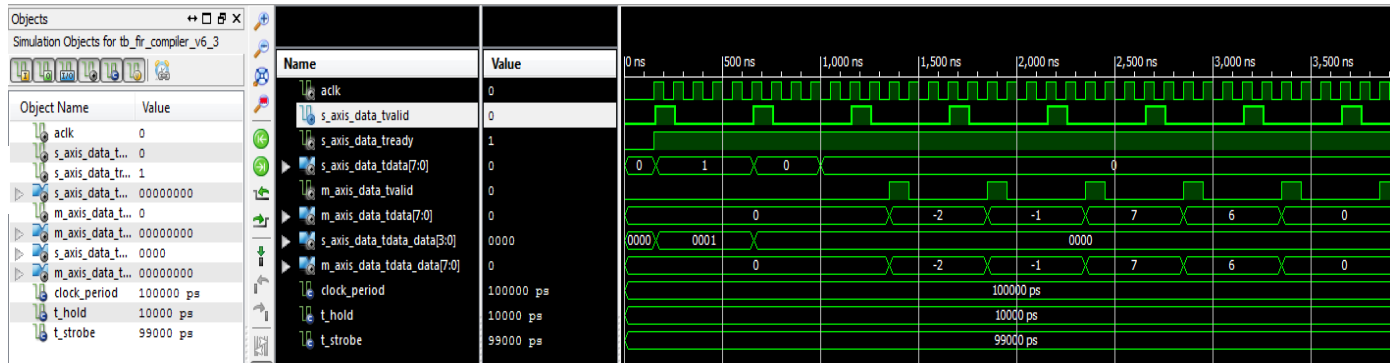 Objects
Simulation Objects for tb_fir_compiler_v6_3
Object Name Value
aclk 0
s_axis_data_t... 0
s_axis_data_tr... 1
s_axis_data_t... 00000000
m_axis_data_t... 0
m_axis_data_t... 00000000
s_axis_data_t... 0000
m_axis_data_t... 00000000
clock_period 100000 ps
t_hold 10000 ps
t_strobe 99000 ps
Name Value
0 ns 500 ns 1,000 ns 1,500 ns 2,000 ns 2,500 ns 3,000 ns 3,500 ns
aclk 0
s_axis_data_tvalid 0
s_axis_data_tready 1
s_axis_data_tdata[7:0] 0 0 1 0 0
m_axis_data_tvalid 0
m_axis_data_tdata[7:0] 0 0 -2 -1 7 6 0
s_axis_data_tdata_data[3:0] 0000 0000 0001 0000
m_axis_data_tdata_data[7:0] 0 0 -2 -1 7 6 0
clock_period 100000 ps 100000 ps
t_hold 10000 ps 10000 ps
t_strobe 99000 ps 99000 ps